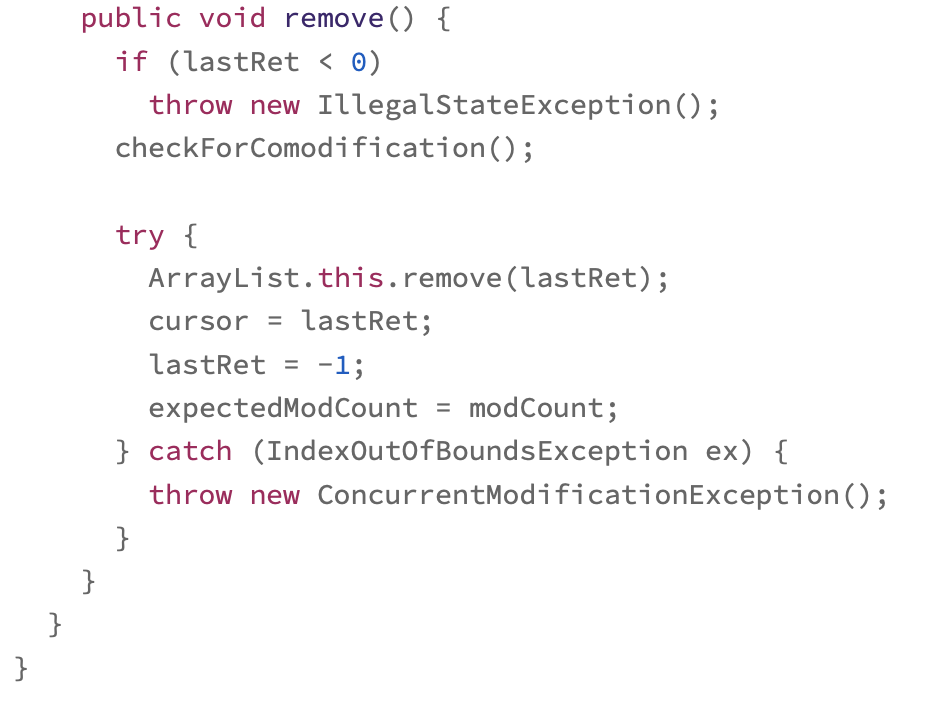 public void remove() {
if (lastRet < 0)
throw new IllegalStateException();
checkForComodification();
try {
ArrayList.this.remove(lastRet);
cursor = lastRet;
lastRet = -1;
expectedModCount = modCount;
} catch (IndexOutOfBoundsException ex) {
throw new ConcurrentModificationException();
}
}
}
}